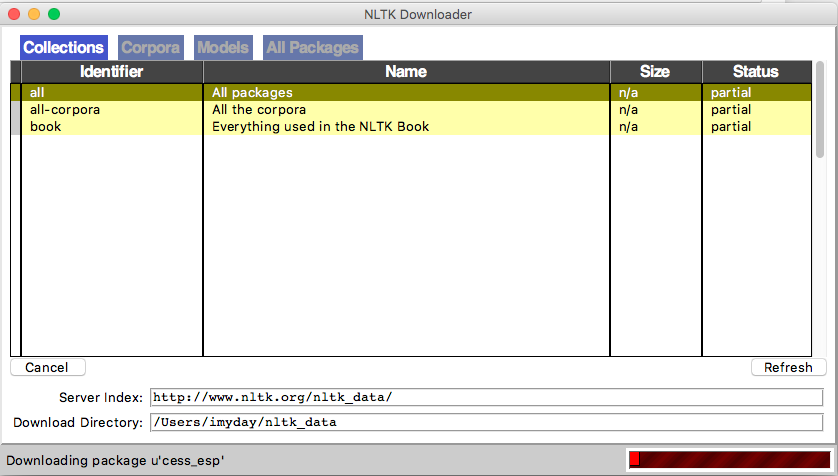 NLTK Downloader
Collections Corpora Models All Packages
Identifier Name Size Status
all All packages n/a partial
all-corpora All the corpora n/a partial
book Everything used in the NLTK Book n/a partial
Cancel Refresh
Server Index: http://www.nltk.org/nltk_data/
Download Directory: /Users/imyday/nltk_data
Downloading package u'cess_esp'